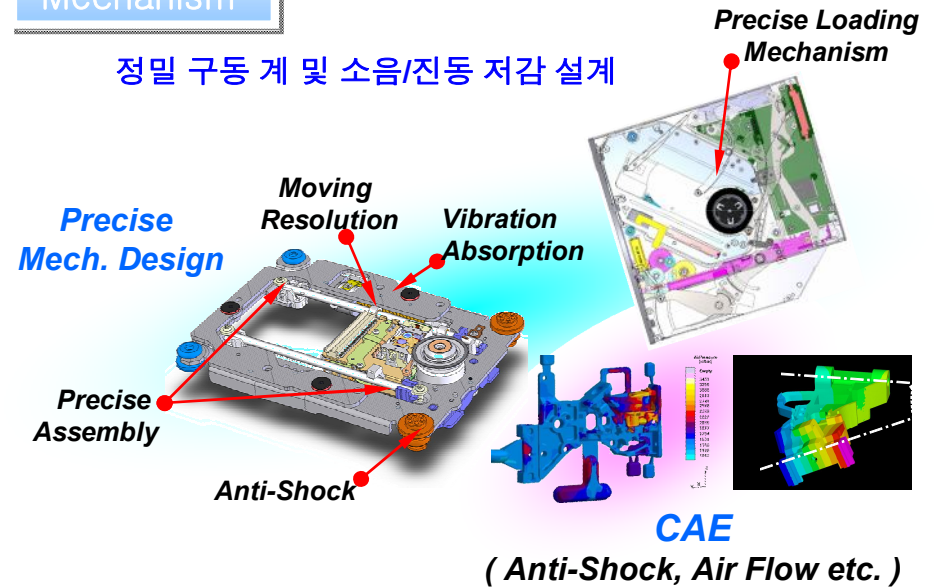 Mechanism
정밀 구동 계 및 소음/진동 저감 설계
Precise Loading
Mechanism
Moving
Resolution
Vibration
Absorption
Precise
Mech. Design
Precise
Assembly
Anti-Shock
Empty
CAE
( Anti-Shock, Air Flow etc. )